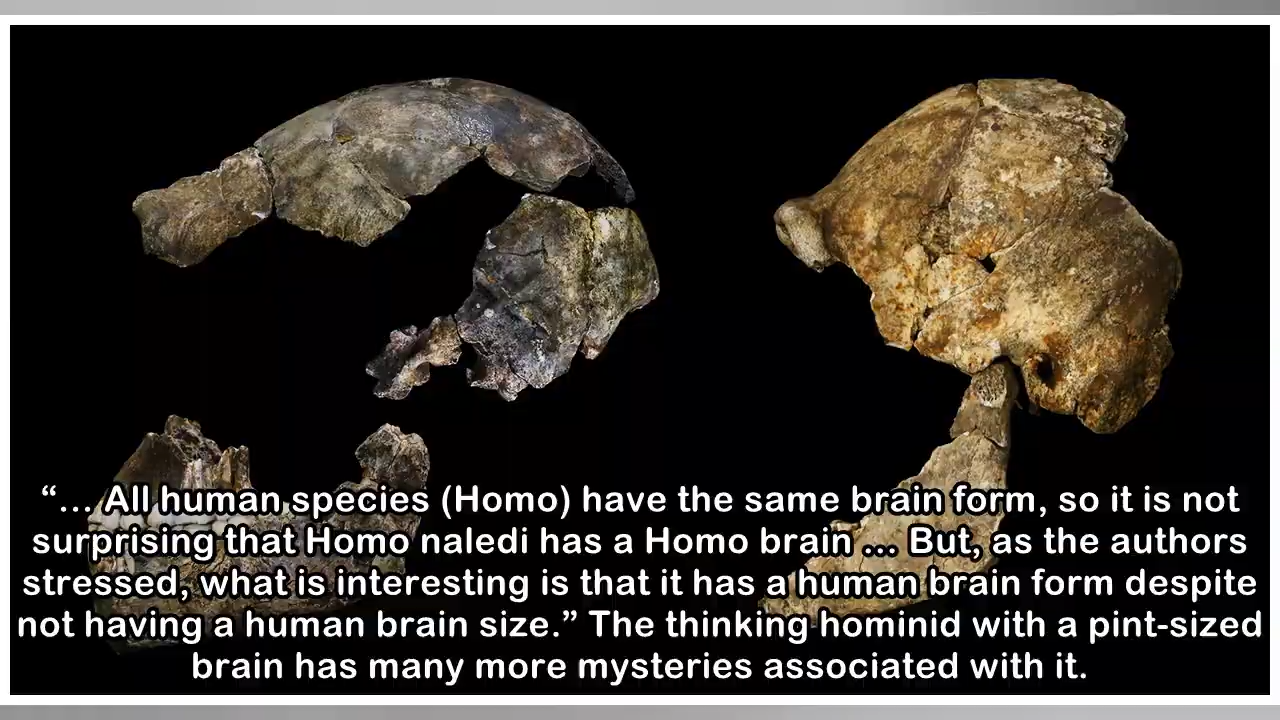 “... All human species (Homo) have the same brain form, so it is not
surprising that Homo naledi has a Homo brain ... But, as the authors
stressed, what is interesting is that it has a human brain form despite
not having a human brain size.” The thinking hominid with a pint-sized
brain has many more mysteries associated with it.